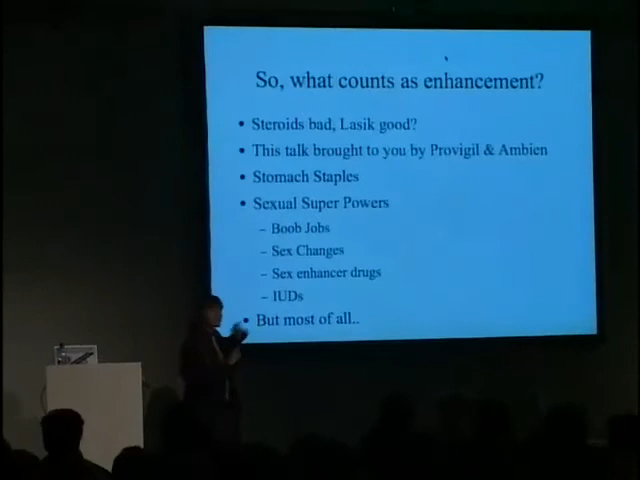 So, what counts as enhancement?
• Steroids bad, Lasik good?
• This talk brought to you by Provigil & Ambien
• Stomach Staples
• Sexual Super Powers
– Boob Jobs
– Sex Changes
– Sex enhancer drugs
– IUDs
• But most of all..